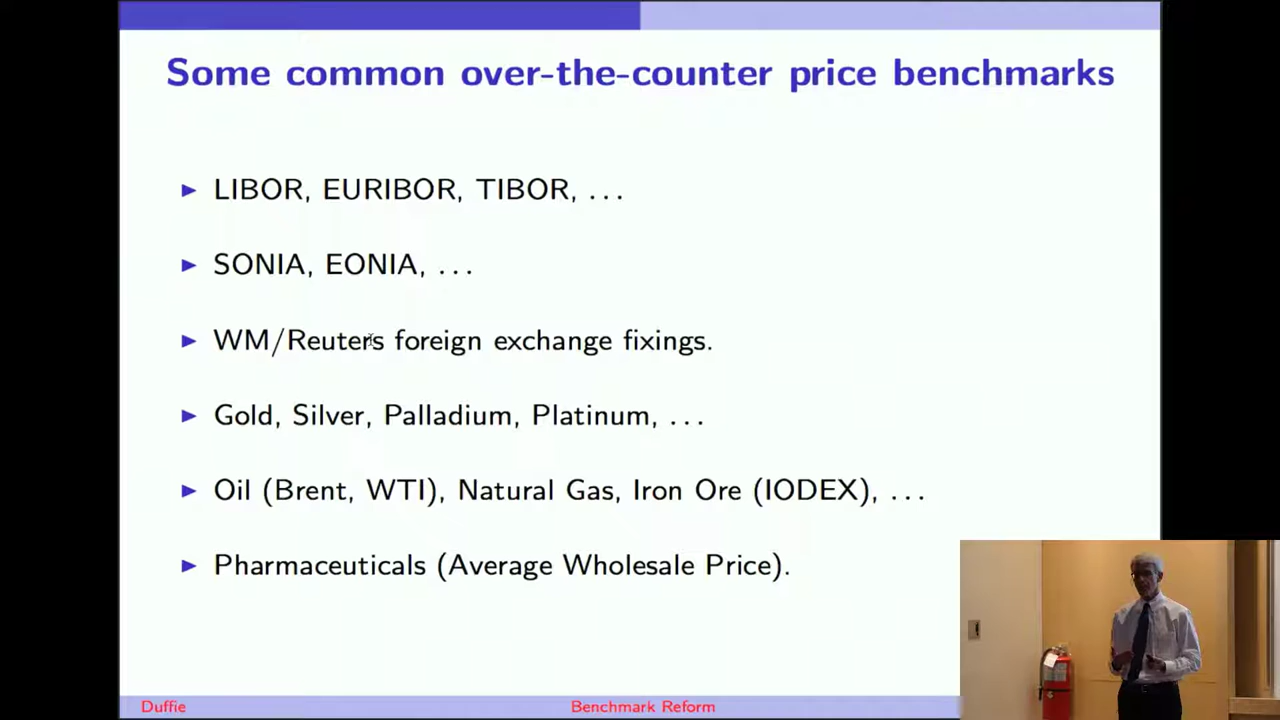 Some common over-the-counter price benchmarks
► LIBOR, EURIBOR, TIBOR, ...
► SONIA, EONIA, ...
► WM/Reuters foreign exchange fixings.
► Gold, Silver, Palladium, Platinum, ...
► Oil (Brent, WTI), Natural Gas, Iron Ore (IODEX), ...
► Pharmaceuticals (Average Wholesale Price).
Duffie Benchmark Reform